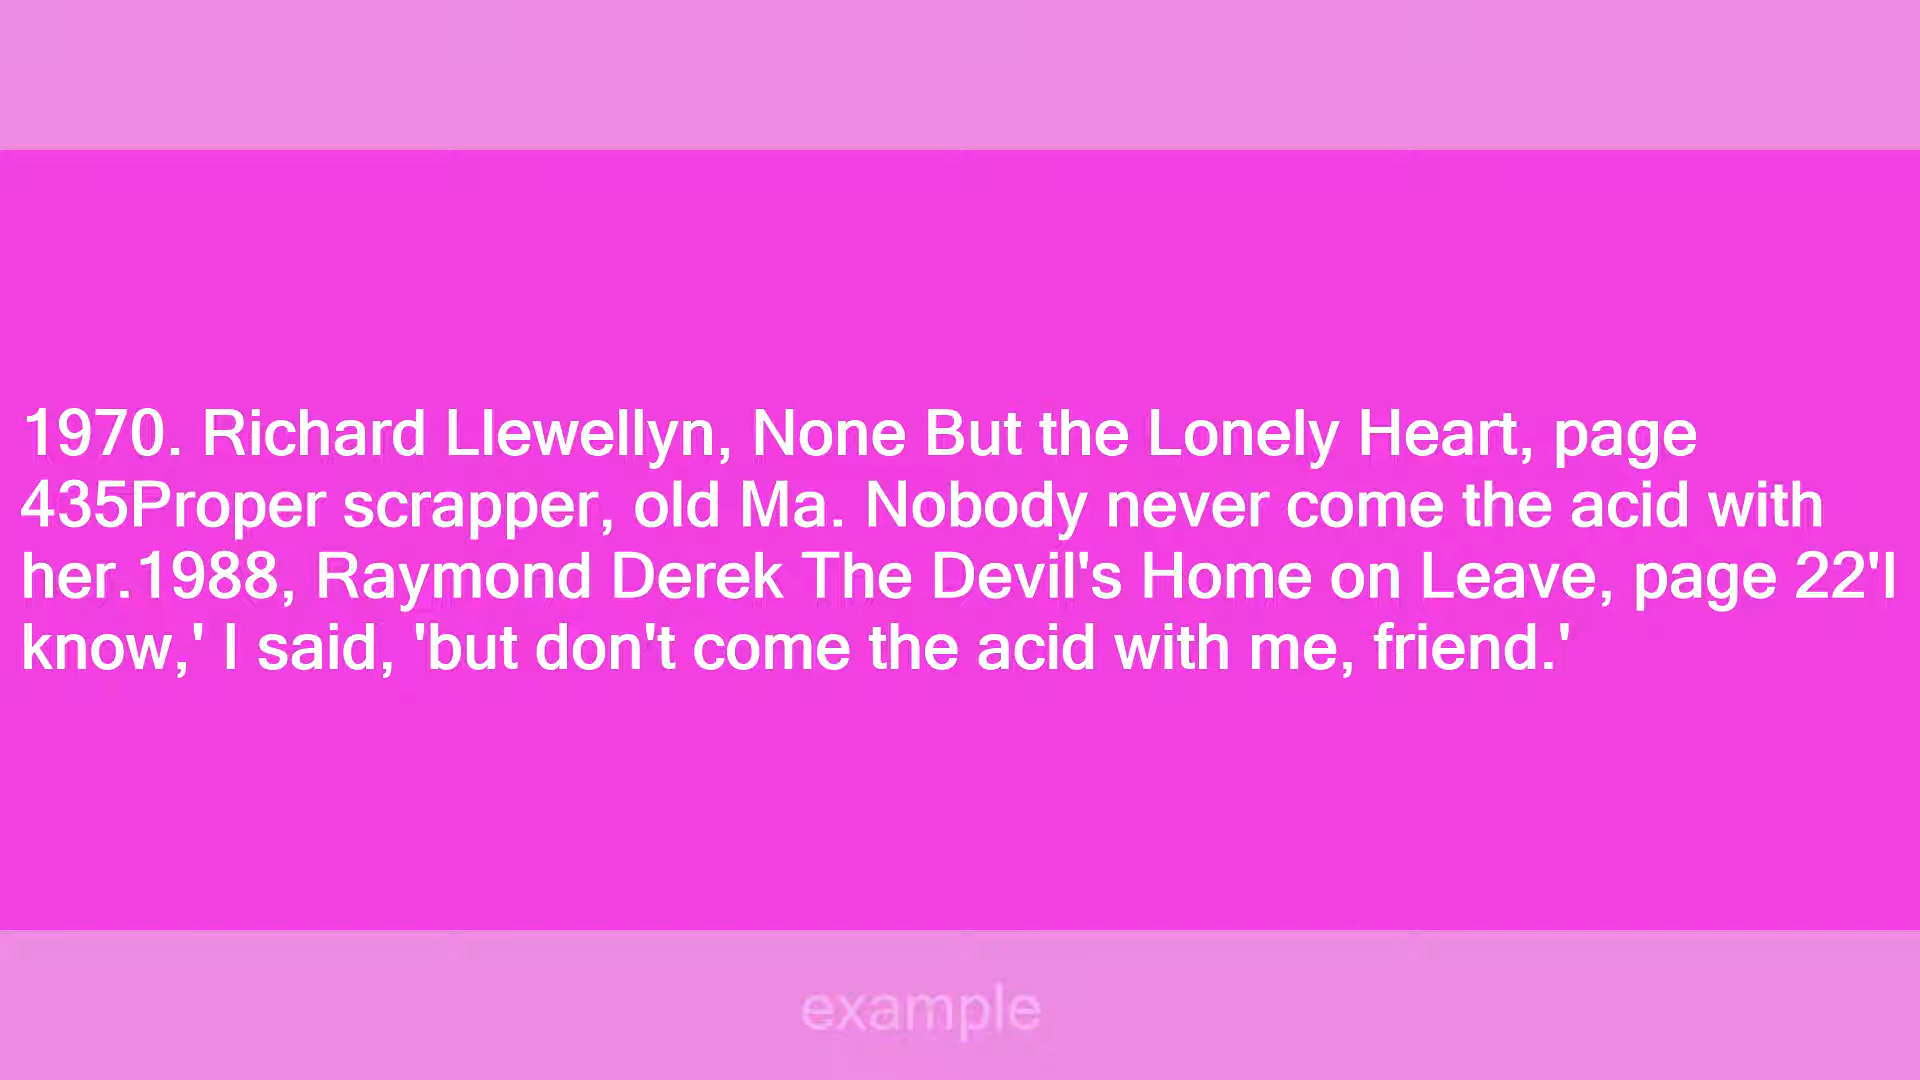 1970. Richard Llewellyn, None But the Lonely Heart, page
435Proper scrapper, old Ma. Nobody never come the acid with
her.1988, Raymond Derek The Devil's Home on Leave, page 22'I
know,' I said, 'but don't come the acid with me, friend.'
example